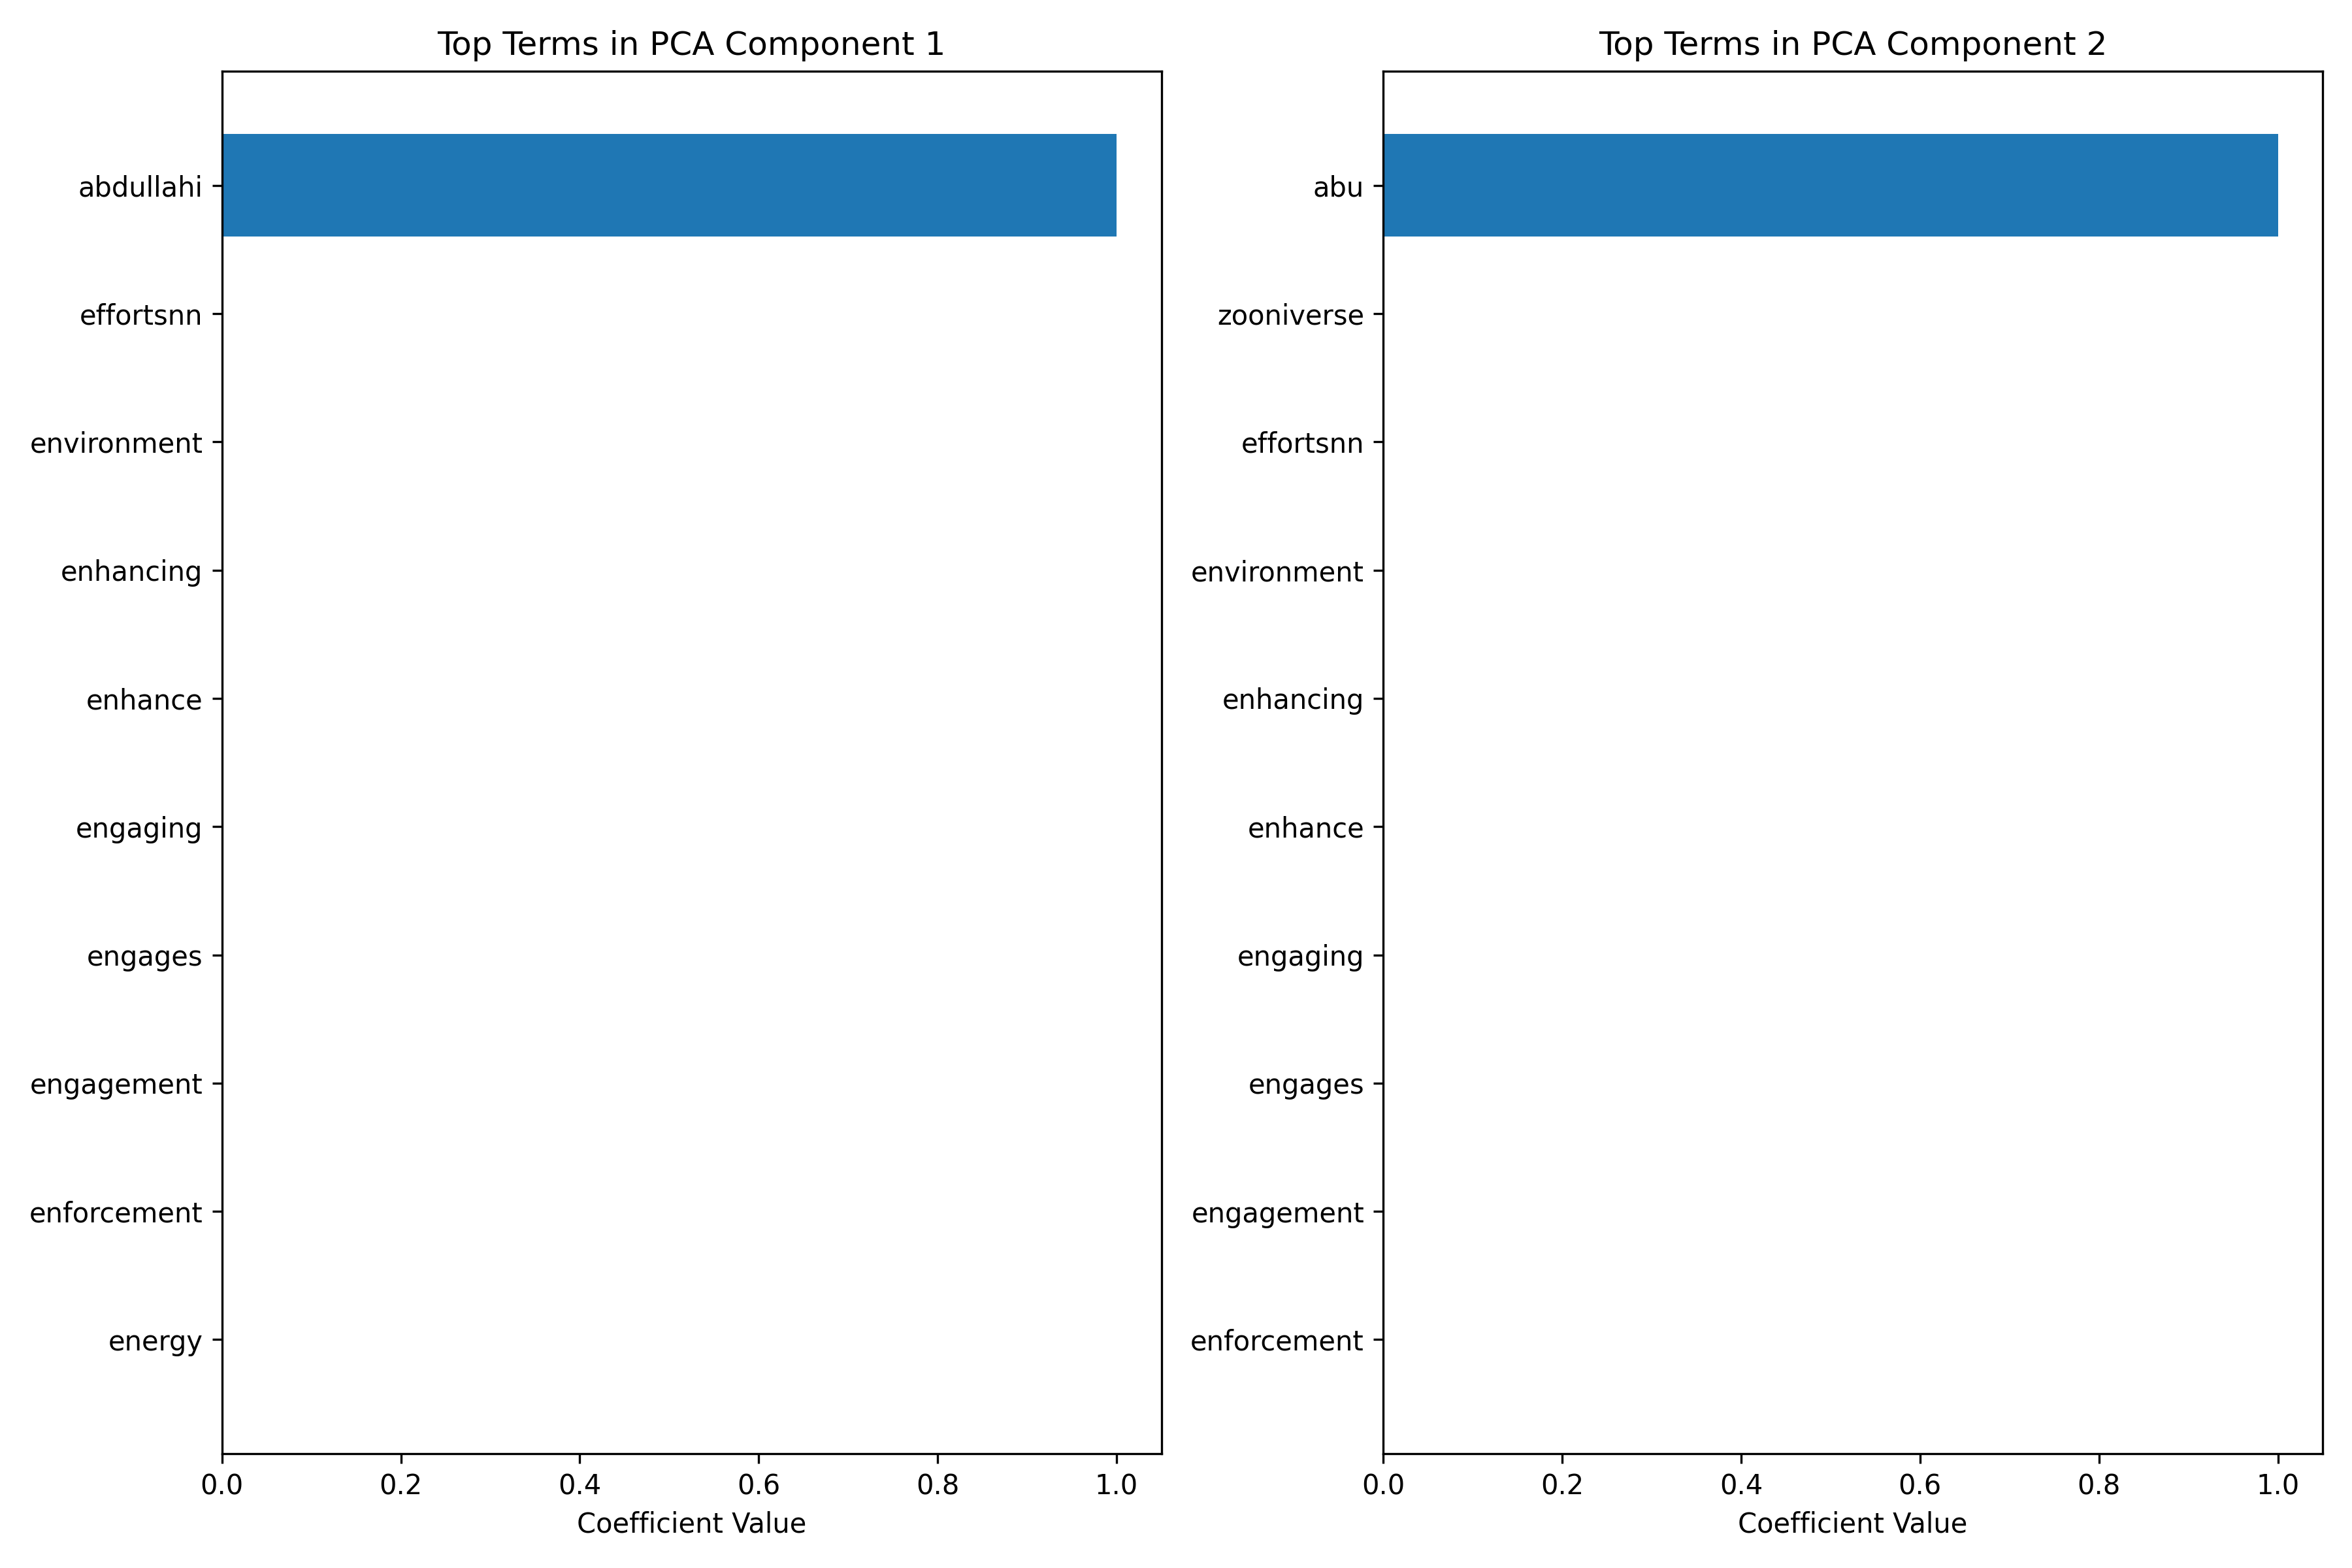 Top Terms in PCA Component 1
abdullahi
effortsnn
environment
enhancing
enhance
engaging
engages
engagement
enforcement
energy
0.0 0.2 0.4 0.6 0.8 1.0
Coefficient Value
Top Terms in PCA Component 2
abu
zooniverse
effortsnn
environment
enhancing
enhance
engaging
engages
engagement
enforcement
0.0 0.2 0.4 0.6 0.8 1.0
Coefficient Value